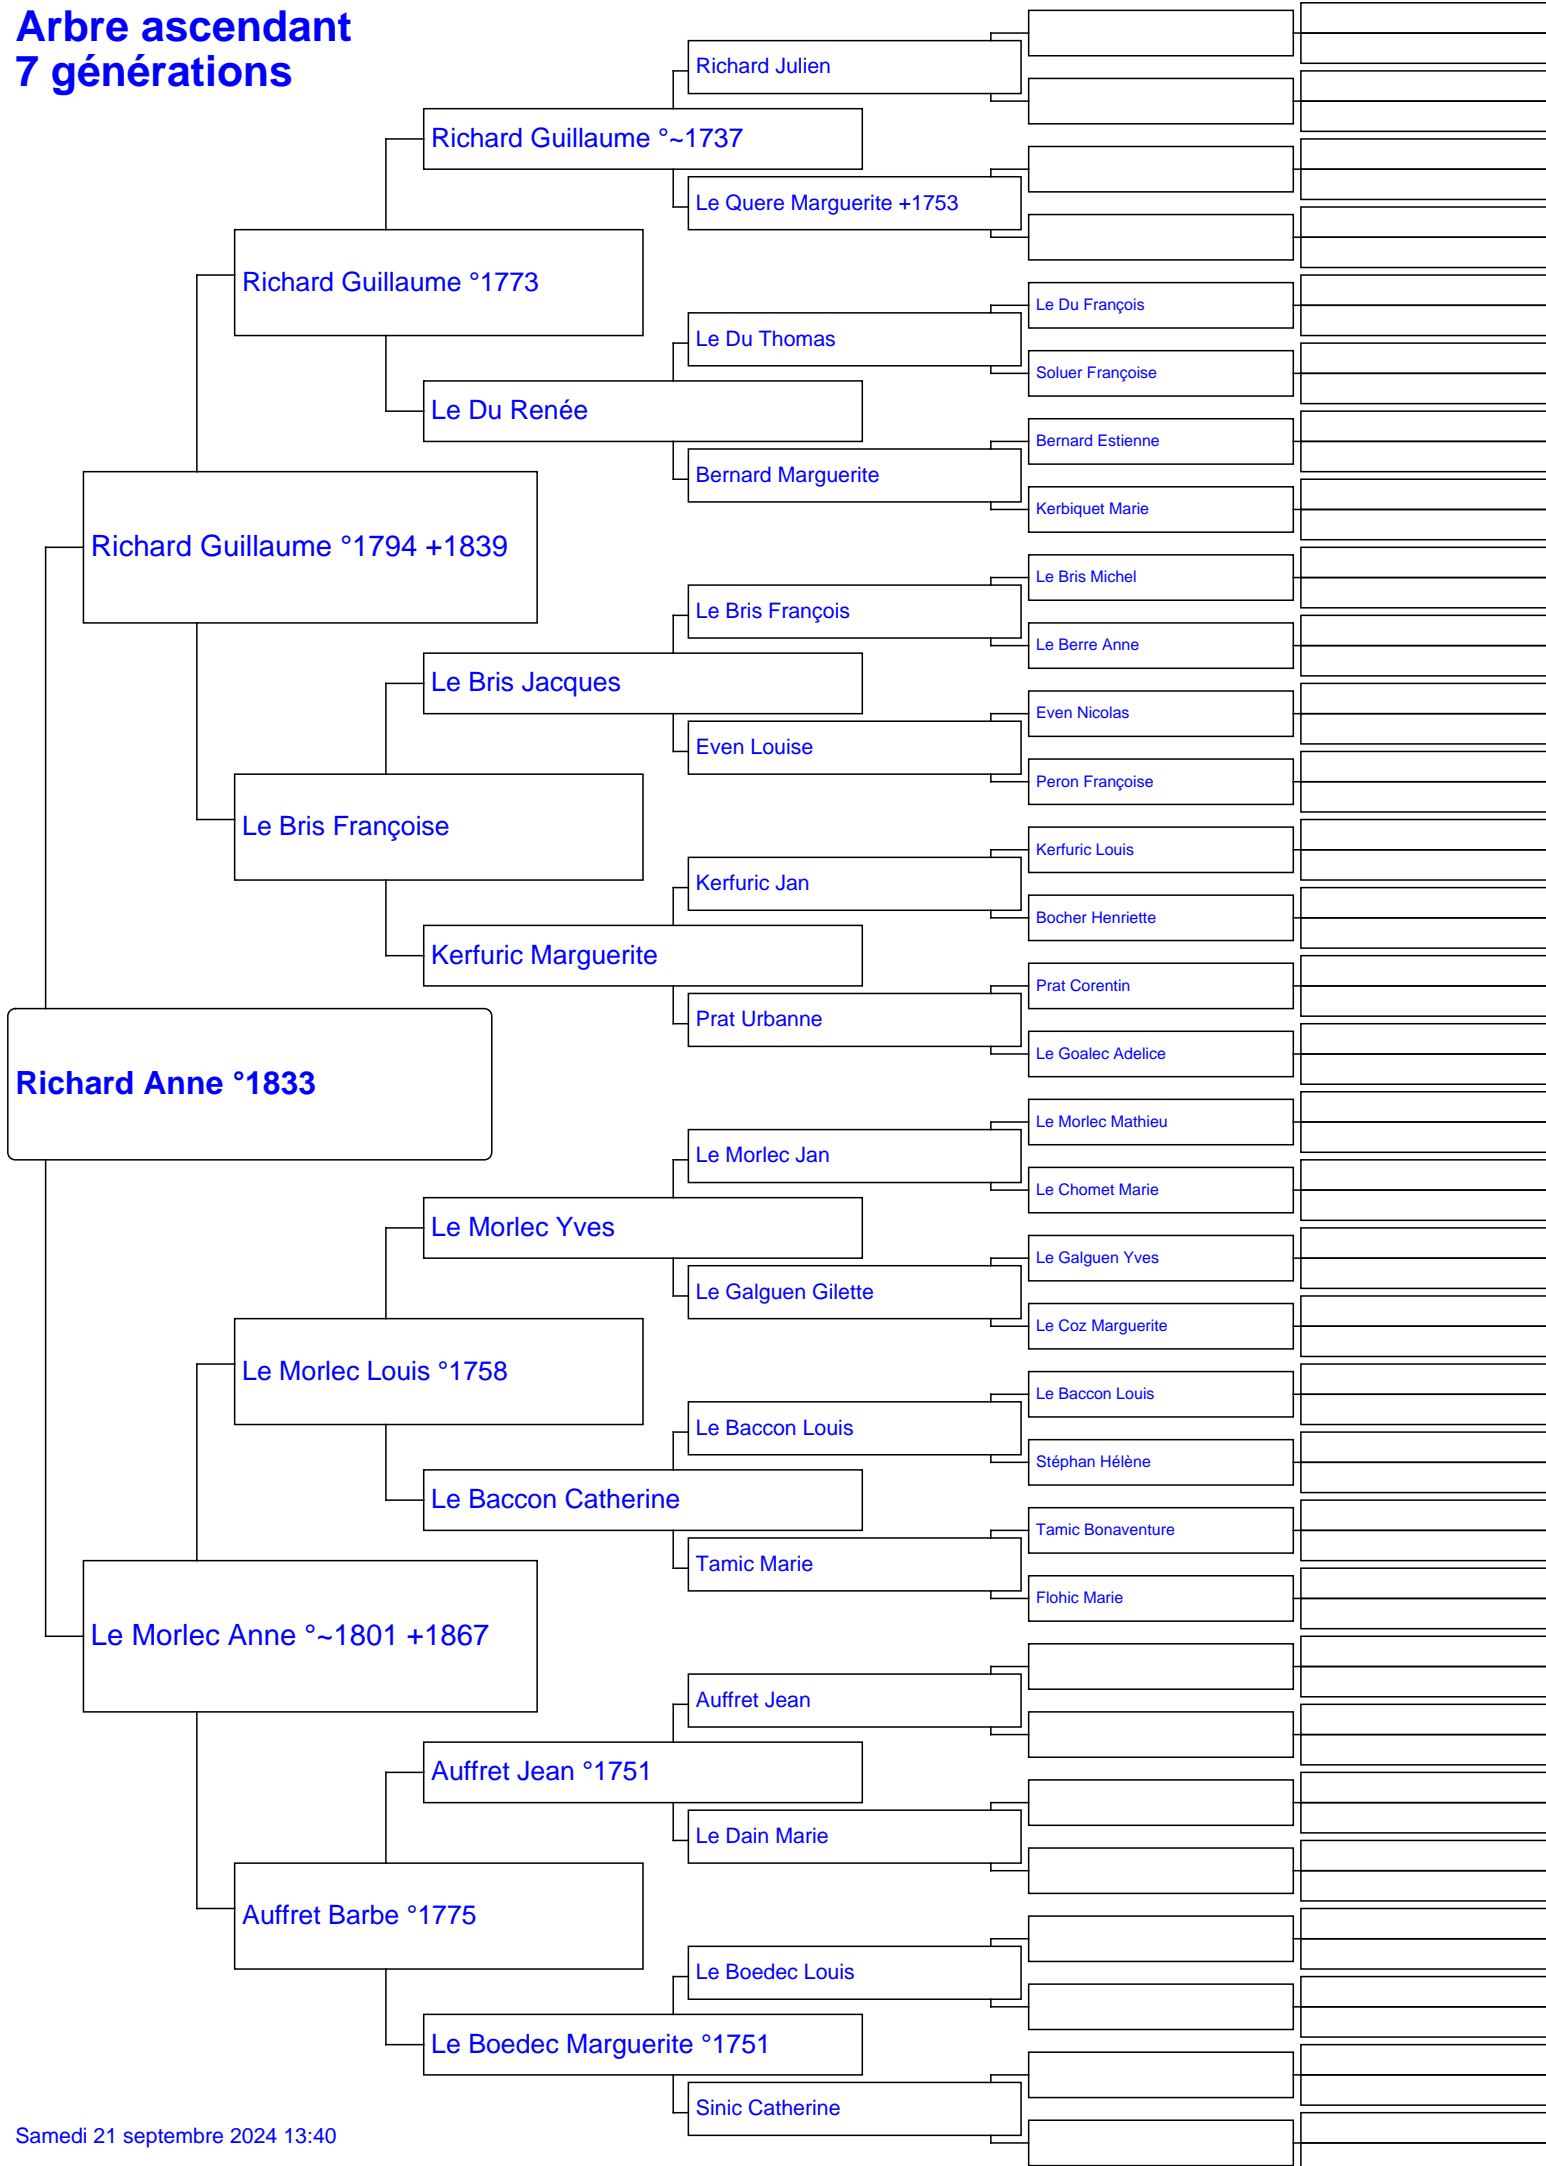 Arbre ascendant
7 générations
Richard Julien
Richard Guillaume °~1737
Le Quere Marguerite +1753
Richard Guillaume °1773
Le Du François
Le Du Thomas
Soluer Françoise
Le Du Renée
Bernard Estienne
Bernard Marguerite
Kerbiquet Marie
Richard Guillaume °1794 +1839
Le Bris Michel
Le Bris François
Le Berre Anne
Le Bris Jacques
Even Nicolas
Even Louise
Peron Françoise
Le Bris Françoise
Kerfuric Louis
Kerfuric Jan
Bocher Henriette
Kerfuric Marguerite
Prat Corentin
Prat Urbanne
Le Goalec Adelice
Richard Anne °1833
Le Morlec Mathieu
Le Morlec Jan
Le Chomet Marie
Le Morlec Yves
Le Galguen Yves
Le Galguen Gilette
Le Coz Marguerite
Le Morlec Louis °1758
Le Baccon Louis
Le Baccon Louis
Stéphan Hélène
Le Baccon Catherine
Tamic Bonaventure
Tamic Marie
Flohic Marie
Le Morlec Anne °~1801 +1867
Auffret Jean
Auffret Jean °1751
Le Dain Marie
Auffret Barbe °1775
Le Boedec Louis
Le Boedec Marguerite °1751
Sinic Catherine
Samedi 21 septembre 2024 13:40